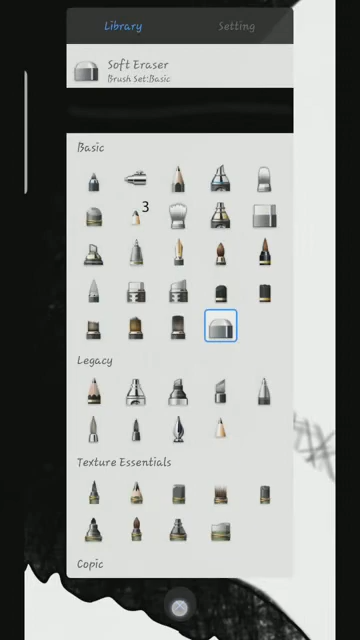 Library
Setting
Soft Eraser
Brush Set:Basic
Basic
3
Legacy
Texture Essentials
Copic